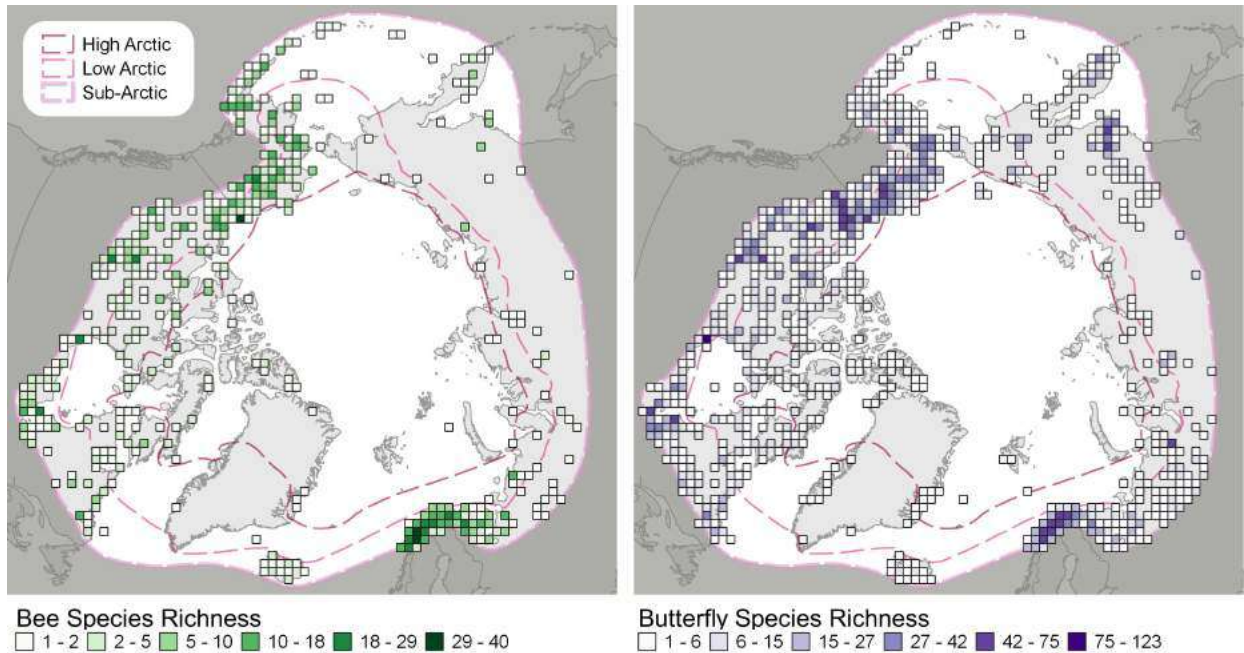 High Arctic
Low Arctic
Sub-Arctic
Bee Species Richness
1 - 2 2 - 5 5 - 10 10 - 18 18 - 29 29 - 40
Butterfly Species Richness
1 - 6 6 - 15 15 - 27 27 - 42 42 - 75 75 - 123